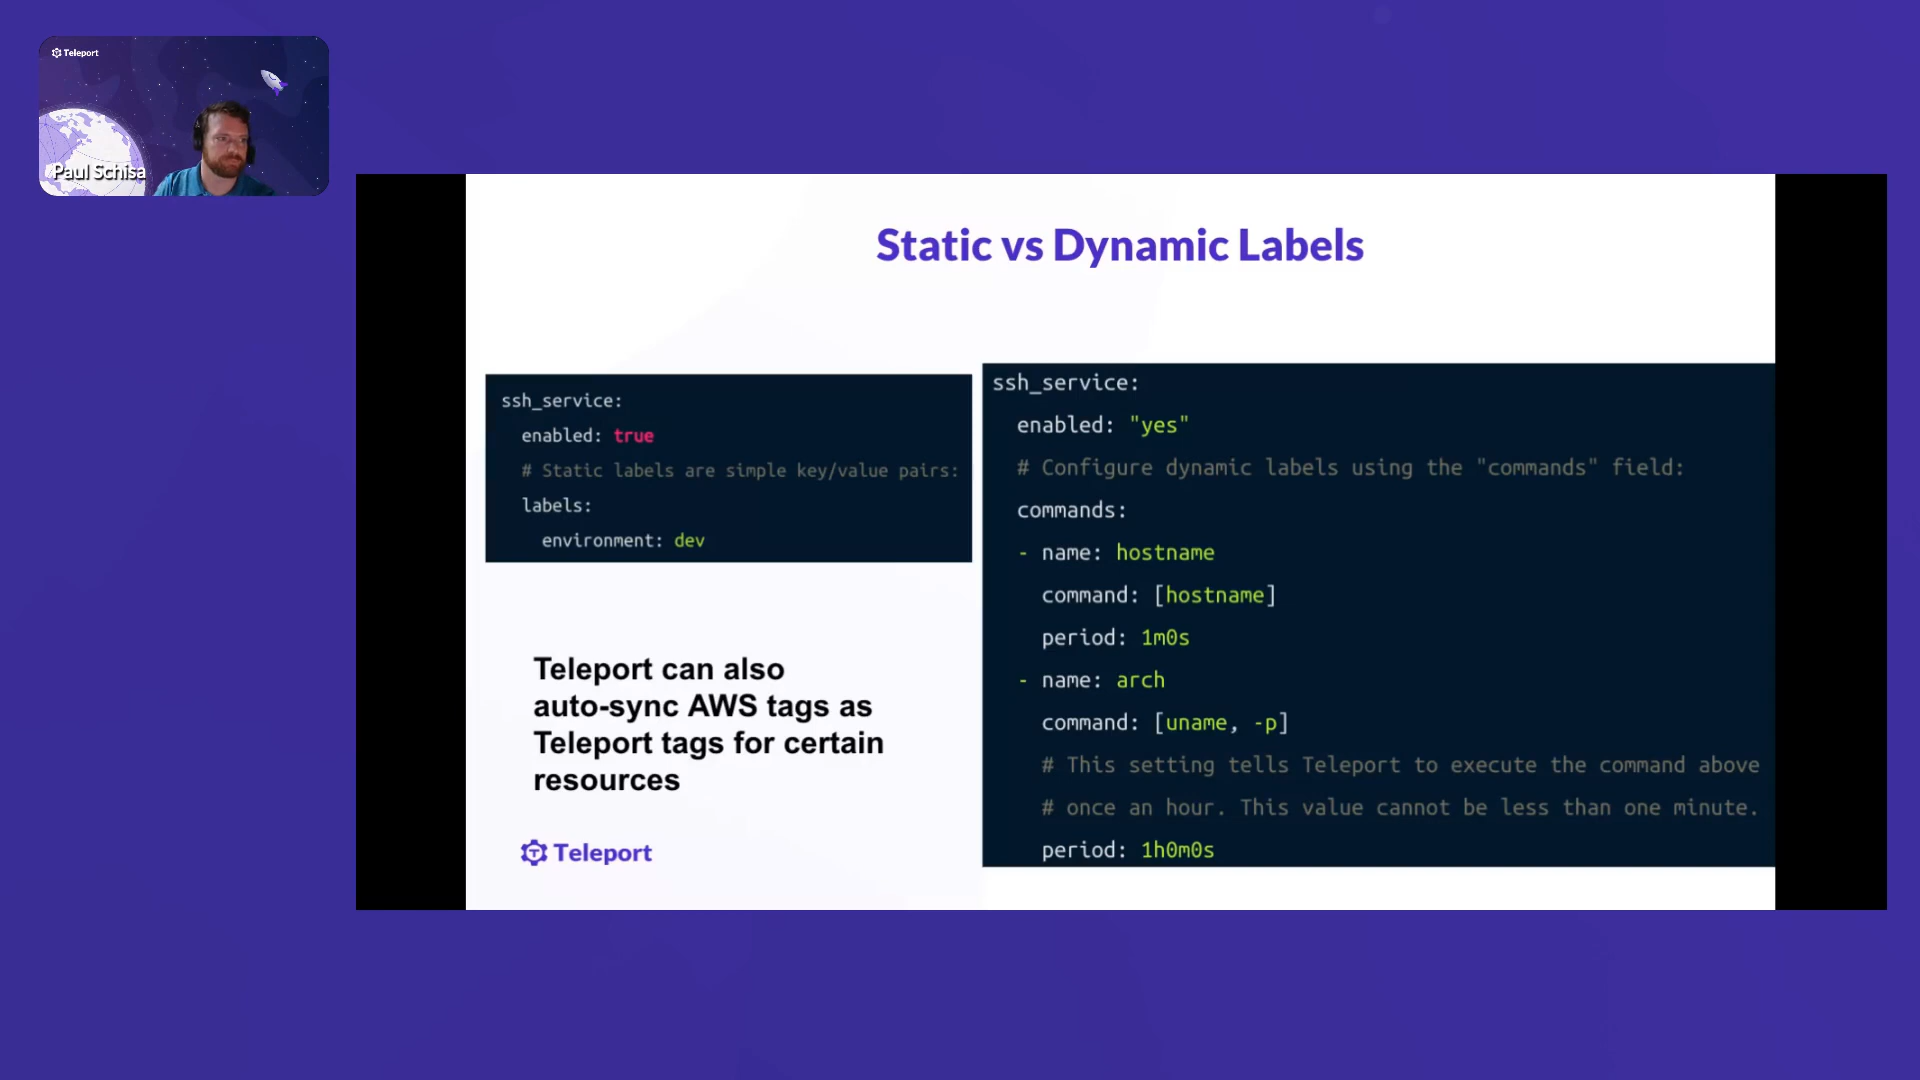 Teleport
Paul Schisa
Static vs Dynamic Labels
ssh_service:
enabled: true
# Static labels are simple key/value pairs:
labels:
environment: dev
Teleport can also
auto-sync AWS tags as
Teleport tags for certain
resources
Teleport
ssh_service:
enabled: "yes"
# Configure dynamic labels using the "commands" field:
commands:
- name: hostname
command: [hostname]
period: 1m0s
- name: arch
command: [uname, -p]
# This setting tells Teleport to execute the command above
# once an hour. This value cannot be less than one minute.
period: 1h0m0s